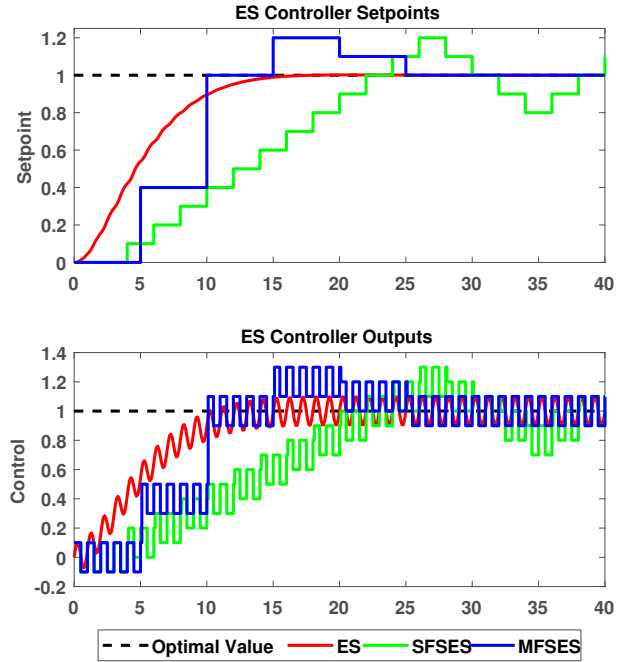 ES Controller Setpoints
Setpoint
1.2
1
0.8
0.6
0.4
0.2
0
0 5 10 15 20 25 30 35 40
ES Controller Outputs
Control
1.4
1.2
1
0.8
0.6
0.4
0.2
0
-0.2
0 5 10 15 20 25 30 35 40
Optimal Value ES SFSES MFSES